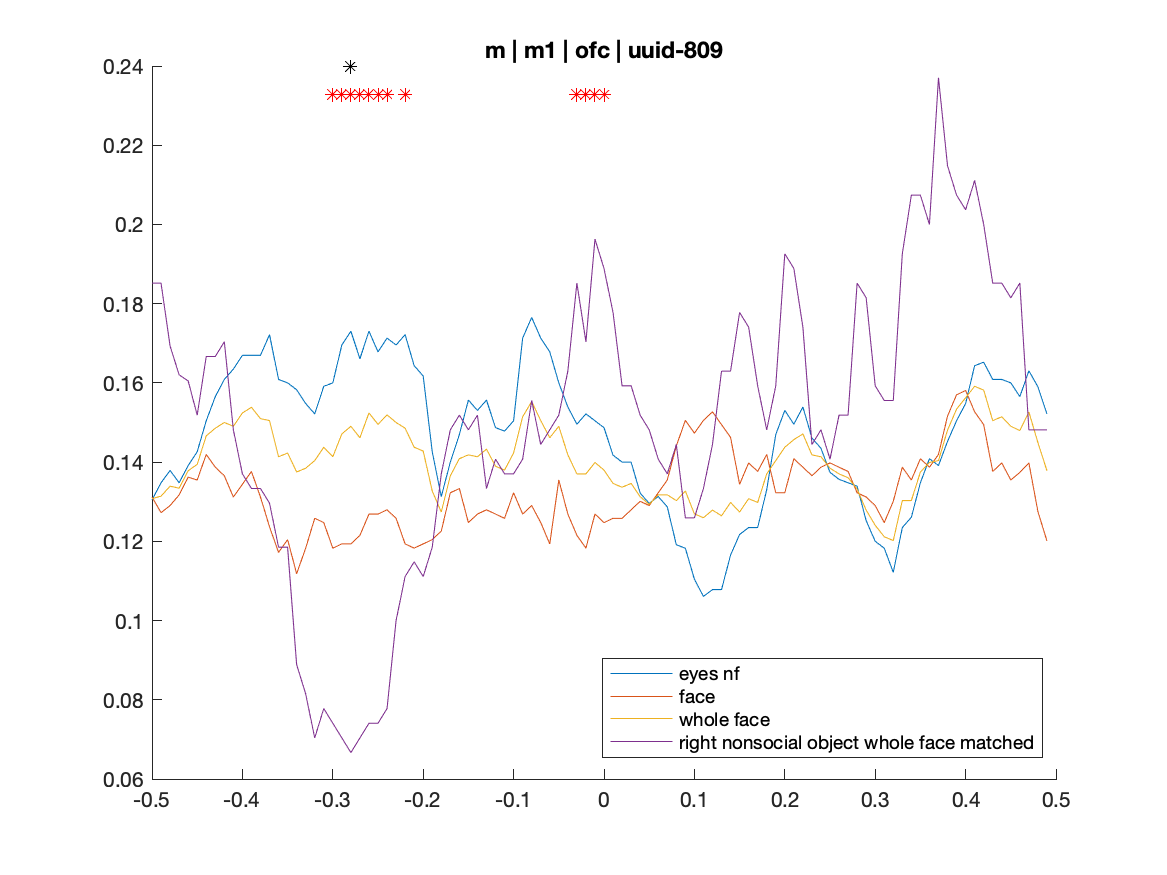 m | m1 | ofc | uuid-809
0.24
0.22
0.2
0.18
0.16
0.14
0.12
0.1
0.08
0.06
-0.5 -0.4 -0.3 -0.2 -0.1 0 0.1 0.2 0.3 0.4 0.5
eyes nf
face
whole face
right nonsocial object whole face matched